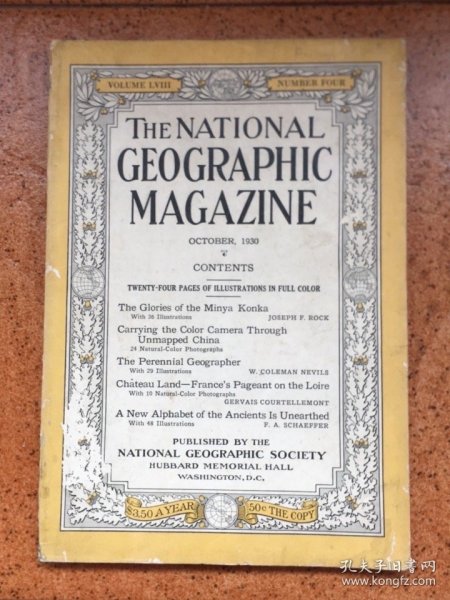 VOLUME LVIII
NUMBER FOUR
THE NATIONAL
GEOGRAPHIC
MAGAZINE
OCTOBER, 1930
CONTENTS
TWENTY-FOUR PAGES OF ILLUSTRATIONS IN FULL COLOR
The Glories of the Minya Konka
With 26 Illustrations JOSEPH F. ROCK
Carrying the Color Camera Through
Unmapped China
24 Natural-Color Photographs
The Perennial Geographer
With 29 Illustrations W. COLEMAN NEVILS
Château Land—France's Pageant on the Loire
With 10 Natural-Color Photographs
GERVAIS COURTELLEMONT
A New Alphabet of the Ancients Is Unearthed
With 48 Illustrations F. A. SCHAEFFER
PUBLISHED BY THE
NATIONAL GEOGRAPHIC SOCIETY
HUBBARD MEMORIAL HALL
WASHINGTON, D.C.
$3.50 A YEAR
50¢ THE COPY
孔夫子旧书网
www.kongfz.com